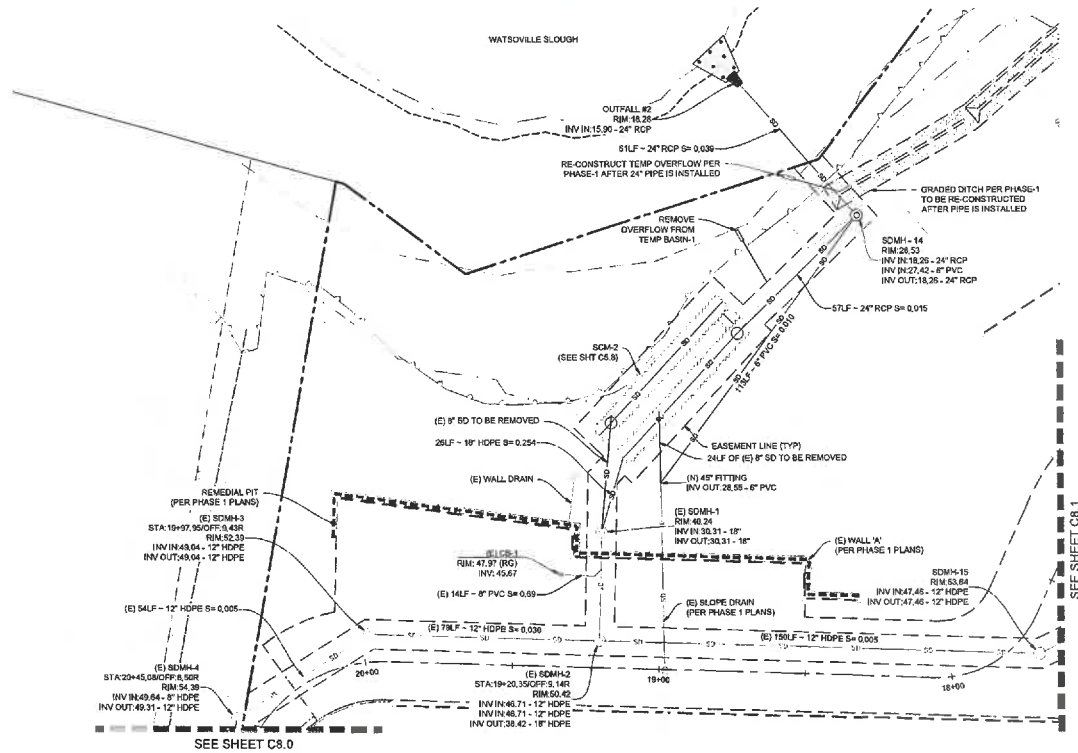 WATSOVILLE SLOUGH
OUTFALL #2
RIM:18.28
INV IN:15.90 - 24" RCP
61LF ~ 24" RCP S= 0.039
RE-CONSTRUCT TEMP OVERFLOW PER
PHASE-1 AFTER 24" PIPE IS INSTALLED
GRADED DITCH PER PHASE-1
TO BE RE-CONSTRUCTED
AFTER PIPE IS INSTALLED
REMOVE
OVERFLOW FROM
TEMP BASIN-1
SDMH - 14
RIM:28.53
INV IN:18.26 - 24" RCP
INV IN:27.42 - 6" PVC
INV OUT:18.26 - 24" RCP
57LF ~ 24" RCP S= 0.015
113LF ~ 6" PVC S= 0.010
SCM-2
(SEE SHT C5.8)
(E) 8" SD TO BE REMOVED
26LF ~ 18" HDPE S= 0.254
EASEMENT LINE (TYP)
24LF OF (E) 8" SD TO BE REMOVED
(N) 45° FITTING
INV OUT:28.55 - 6" PVC
(E) WALL DRAIN
REMEDIAL PIT
(PER PHASE 1 PLANS)
(E) SDMH-3
STA:19+97.95/OFF:9.43R
RIM:52.39
INV IN:49.04 - 12" HDPE
INV OUT:49.04 - 12" HDPE
(E) SDMH-1
RIM:40.24
INV IN:30.31 - 18"
INV OUT:30.31 - 18"
(E) WALL 'A'
(PER PHASE 1 PLANS)
(E) CB-1
RIM: 47.97 (RG)
INV: 45.67
SDMH-15
RIM:53.64
INV IN:47.46 - 12" HDPE
INV OUT:47.46 - 12" HDPE
SEE SHEET C8.1
(E) 14LF ~ 8" PVC S= 0.69
(E) 54LF ~ 12" HDPE S= 0.005
(E) SLOPE DRAIN
(PER PHASE 1 PLANS)
(E) 79LF ~ 12" HDPE S= 0.030
(E) 150LF ~ 12" HDPE S= 0.005
SD
20+00
19+00
18+00
(E) SDMH-4
STA:20+45.08/OFF:8.50R
RIM:54.39
INV IN:49.64 - 8" HDPE
INV OUT:49.31 - 12" HDPE
(E) SDMH-2
STA:19+20.35/OFF:9.14R
RIM:50.42
INV IN:46.71 - 12" HDPE
INV IN:46.71 - 12" HDPE
INV OUT:38.42 - 18" HDPE
SEE SHEET C8.0